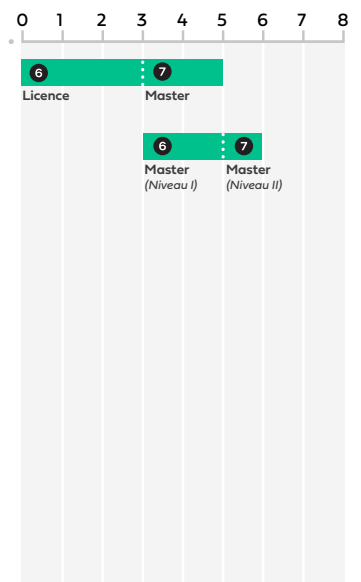 0 1 2 3 4 5 6 7 8
6 7
Licence Master
6 7
Master Master
(Niveau I) (Niveau II)